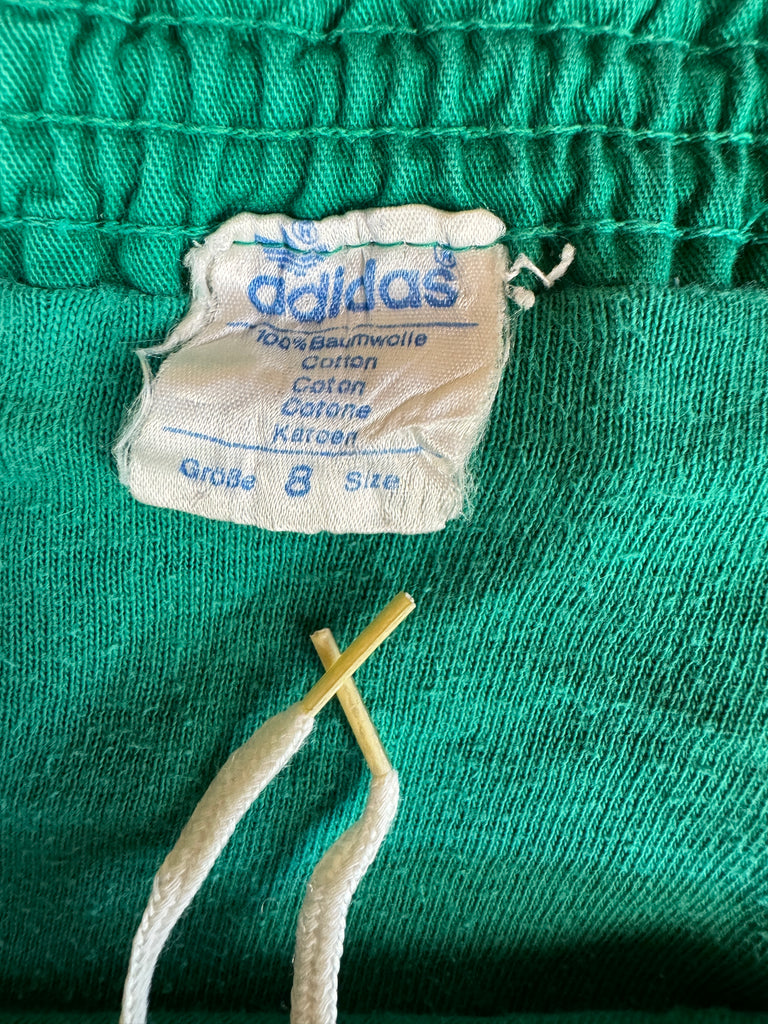 adidas®
100% Baumwolle
Cotton
Coton
Cotone
Katoen
Größe 8 Size